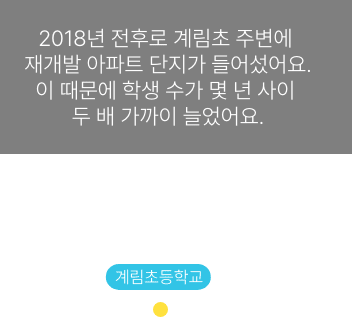 2018년 전후로 계림초 주변에
재개발 아파트 단지가 들어섰어요.
이 때문에 학생 수가 몇 년 사이
두 배 가까이 늘었어요.
계림초등학교